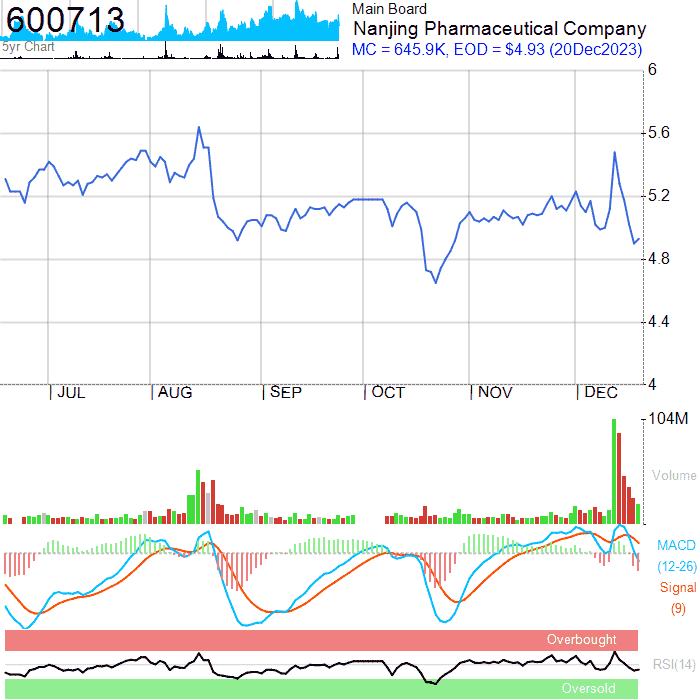 600713
5yr Chart
Main Board
Nanjing Pharmaceutical Company
MC = 645.9K, EOD = $4.93 (20Dec2023)
6
5.6
5.2
4.8
4.4
4
JUL
AUG
SEP
OCT
NOV
DEC
104M
Volume
MACD
(12-26)
Signal
(9)
Overbought
RSI(14)
Oversold